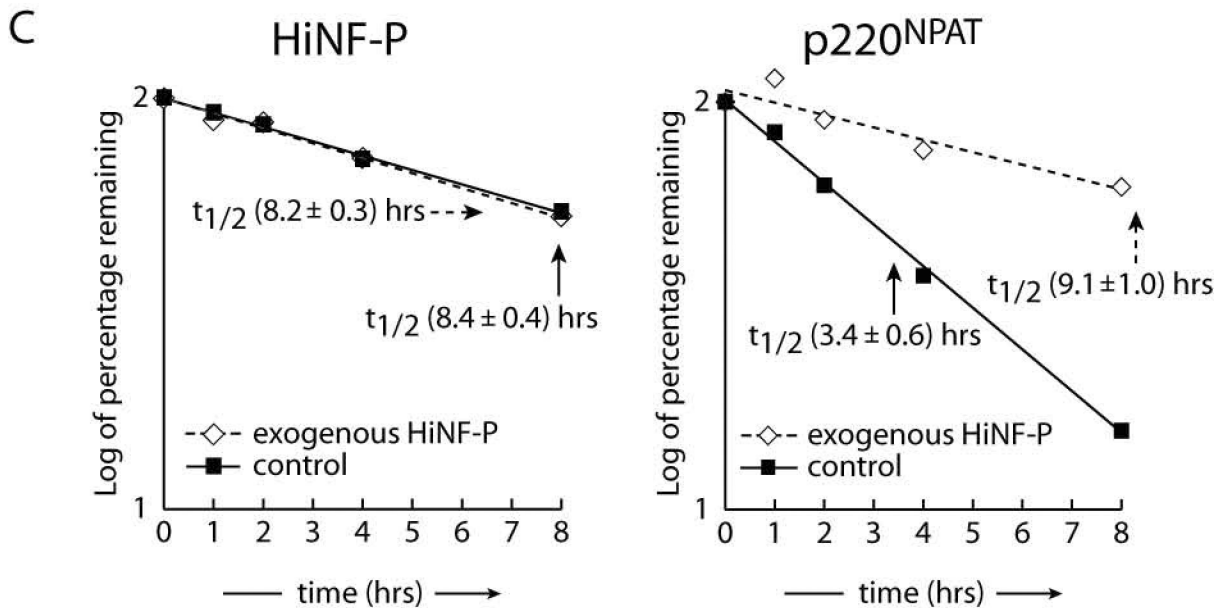 C
HiNF-P
Log of percentage remaining
2
1
t1/2 (8.2 ± 0.3) hrs
t1/2 (8.4 ± 0.4) hrs
exogenous HiNF-P
control
0 1 2 3 4 5 6 7 8
time (hrs)
p220NPAT
Log of percentage remaining
2
1
t1/2 (9.1 ± 1.0) hrs
t1/2 (3.4 ± 0.6) hrs
exogenous HiNF-P
control
0 1 2 3 4 5 6 7 8
time (hrs)